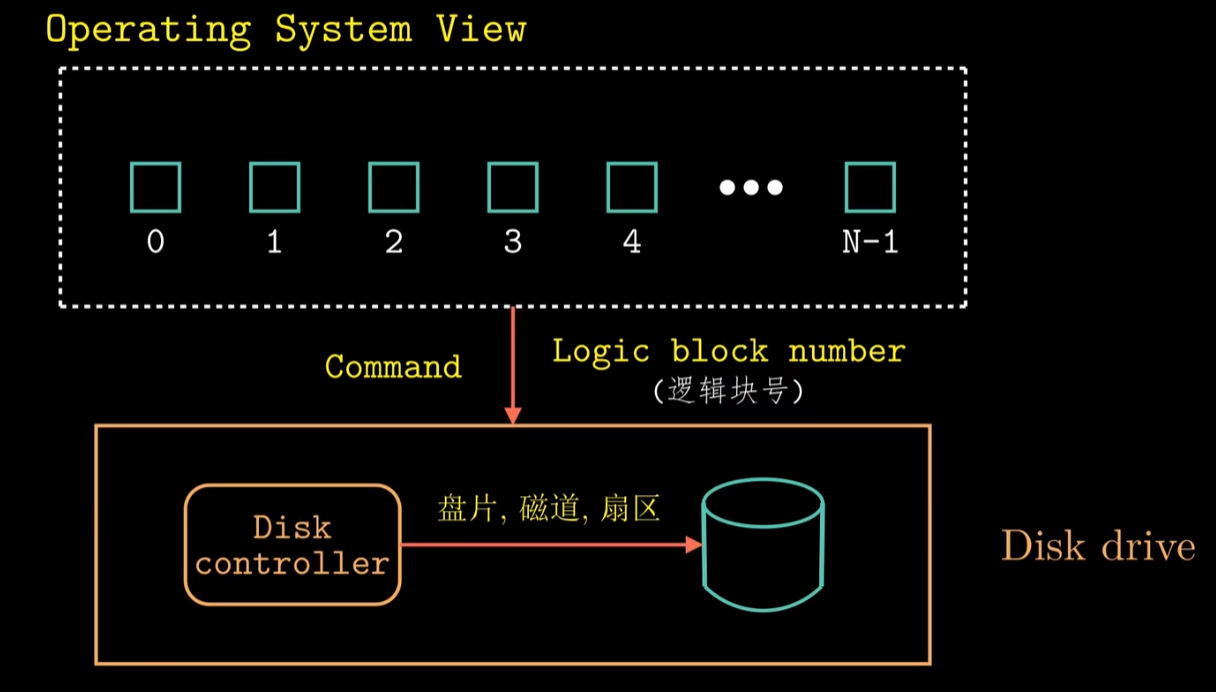 Operating System View
0 1 2 3 4 ••• N-1
Command
Logic block number
(逻辑块号)
Disk
controller
盘片, 磁道, 扇区
Disk drive